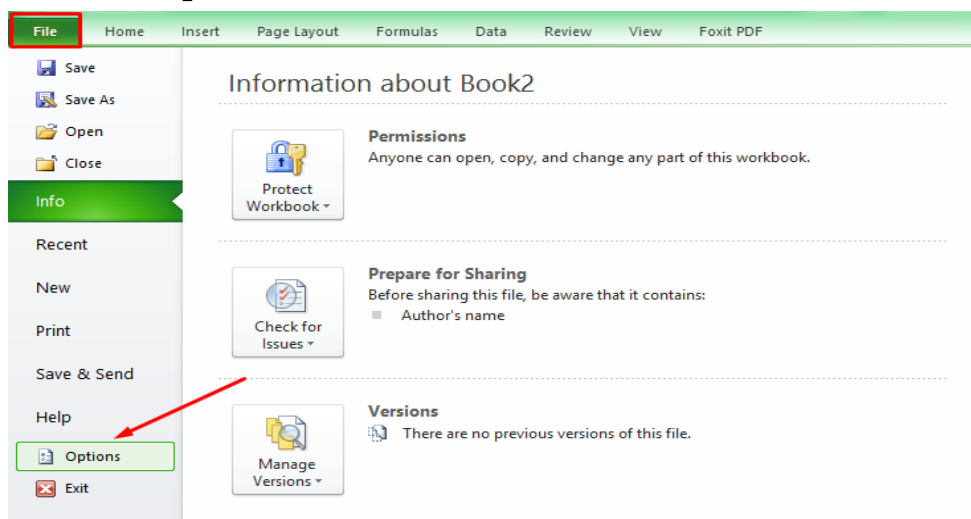 File Home Insert Page Layout Formulas Data Review View Foxit PDF
Save
Save As
Open
Close
Info
Recent
New
Print
Save & Send
Help
Options
Exit
Information about Book2
Protect
Workbook
Permissions
Anyone can open, copy, and change any part of this workbook.
Check for
Issues
Prepare for Sharing
Before sharing this file, be aware that it contains:
Author's name
Manage
Versions
Versions
There are no previous versions of this file.